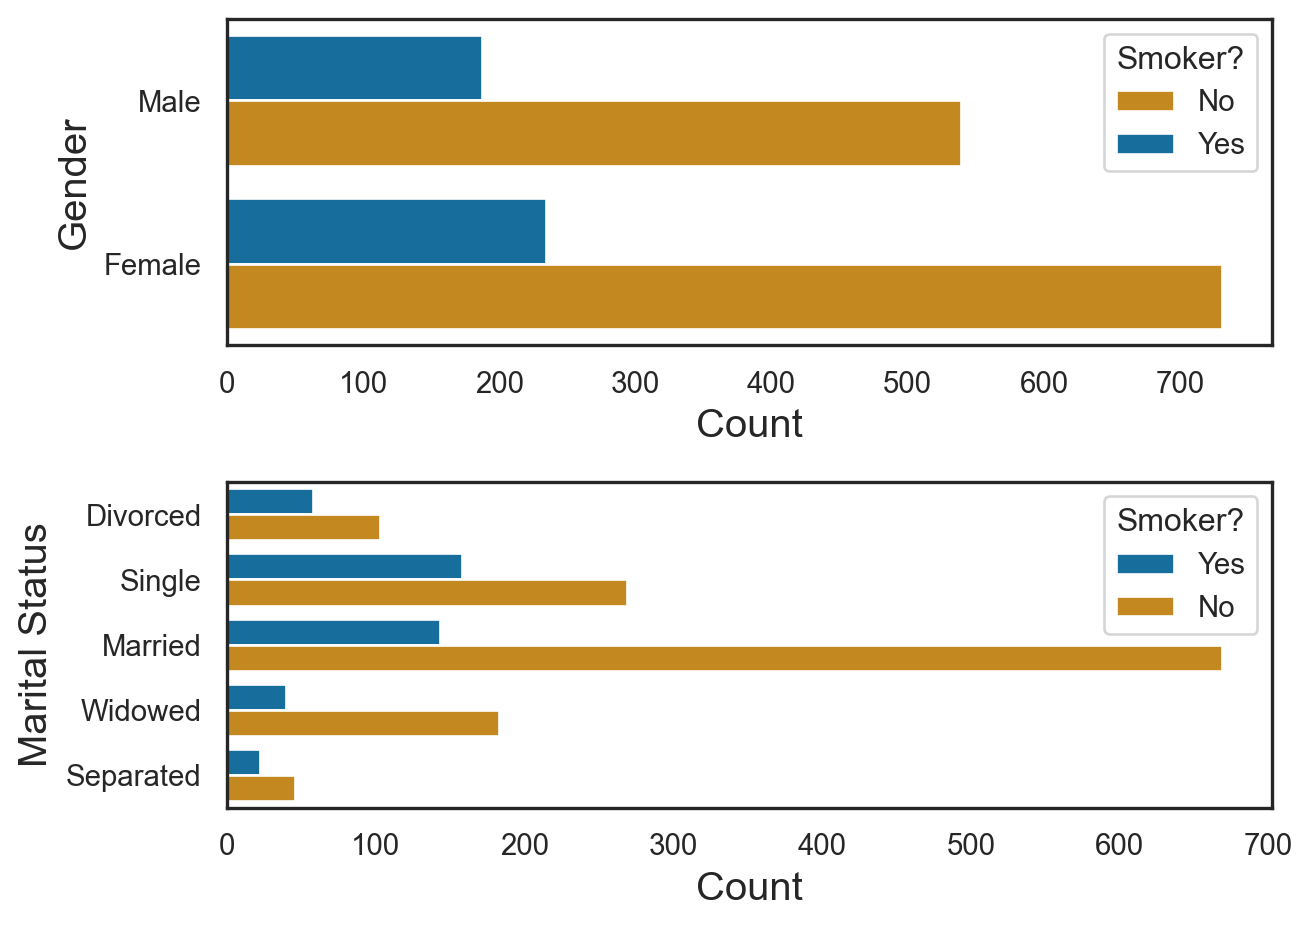 Gender
Male
Female
Smoker?
No
Yes
0 100 200 300 400 500 600 700
Count
Marital Status
Divorced
Single
Married
Widowed
Separated
Smoker?
Yes
No
0 100 200 300 400 500 600 700
Count